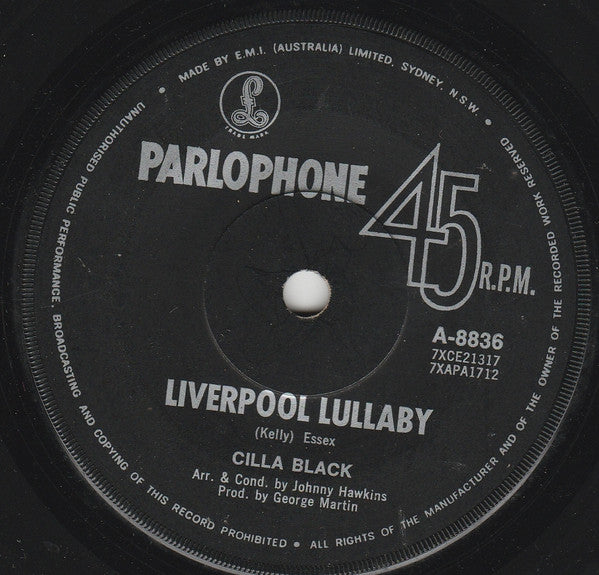 MADE BY E.M.I. (AUSTRALIA) LIMITED, SYDNEY, N.S.W. • ALL RIGHTS OF THE MANUFACTURER AND OF THE OWNER OF THE RECORDED WORK RESERVED • UNAUTHORISED PUBLIC PERFORMANCE, BROADCASTING AND COPYING OF THIS RECORD PROHIBITED •
£
TRADE MARK
PARLOPHONE
45 R.P.M.
A-8836
7XCE21317
7XAPA1712
LIVERPOOL LULLABY
(Kelly) Essex
CILLA BLACK
Arr. & Cond. by Johnny Hawkins
Prod. by George Martin